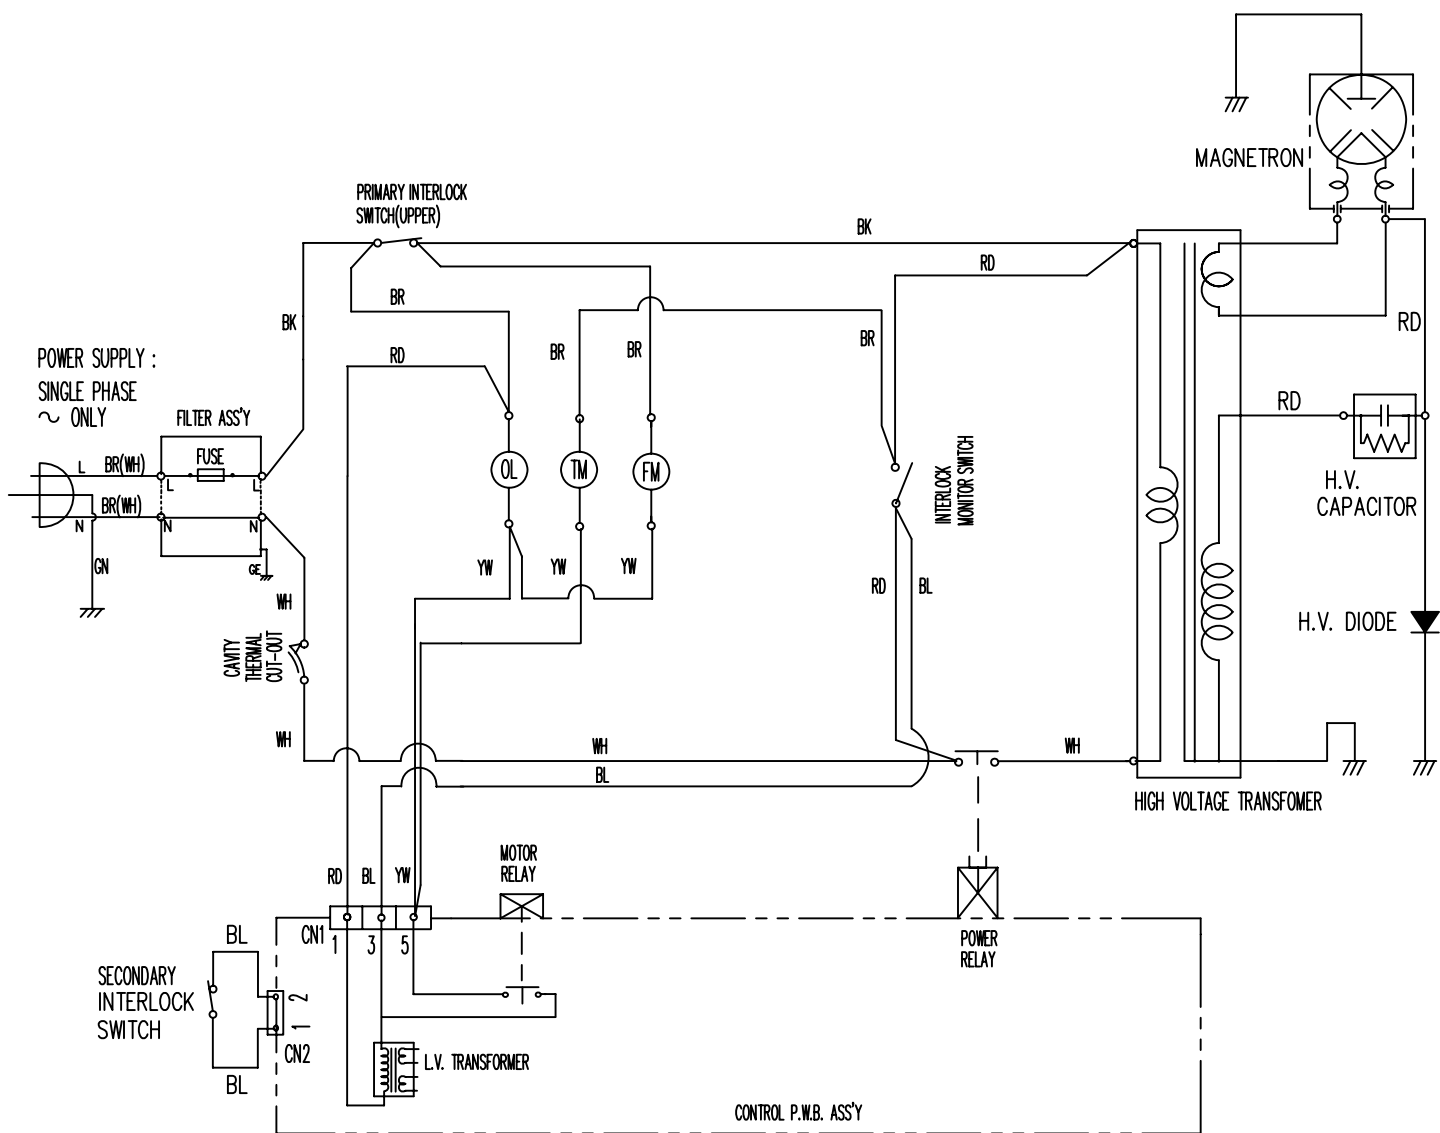 MAGNETRON
PRIMARY INTERLOCK
SWITCH(UPPER)
BK
RD
BR
BK
RD
BR
BR
BR
RD
POWER SUPPLY :
SINGLE PHASE
～ ONLY
FILTER ASS'Y
FUSE
L
BR(WH)
L
L
BR(WH)
N
N
N
GN
GE
OL
TM
FM
INTERLOCK
MONITOR SWITCH
RD
H.V.
CAPACITOR
YW
YW
YW
RD
BL
WH
CAVITY
THERMAL
CUT-OUT
H.V. DIODE
WH
WH
WH
BL
HIGH VOLTAGE TRANSFOMER
MOTOR
RELAY
RD
BL
YW
CN1
1
3
5
POWER
RELAY
BL
SECONDARY
INTERLOCK
SWITCH
2
1
CN2
BL
L.V. TRANSFORMER
CONTROL P.W.B. ASS'Y